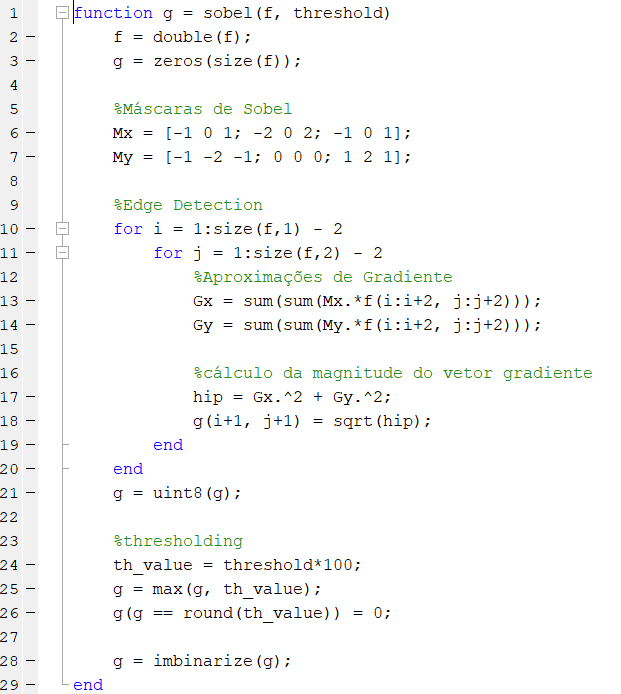 1 function g = sobel(f, threshold)
2 f = double(f);
3 g = zeros(size(f));
4
5 %Máscaras de Sobel
6 Mx = [-1 0 1; -2 0 2; -1 0 1];
7 My = [-1 -2 -1; 0 0 0; 1 2 1];
8
9 %Edge Detection
10 for i = 1:size(f,1) - 2
11 for j = 1:size(f,2) - 2
12 %Aproximações de Gradiente
13 Gx = sum(sum(Mx.*f(i:i+2, j:j+2)));
14 Gy = sum(sum(My.*f(i:i+2, j:j+2)));
15
16 %cálculo da magnitude do vetor gradiente
17 hip = Gx.^2 + Gy.^2;
18 g(i+1, j+1) = sqrt(hip);
19 end
20 end
21 g = uint8(g);
22
23 %thresholding
24 th_value = threshold*100;
25 g = max(g, th_value);
26 g(g == round(th_value)) = 0;
27
28 g = imbinarize(g);
29 end